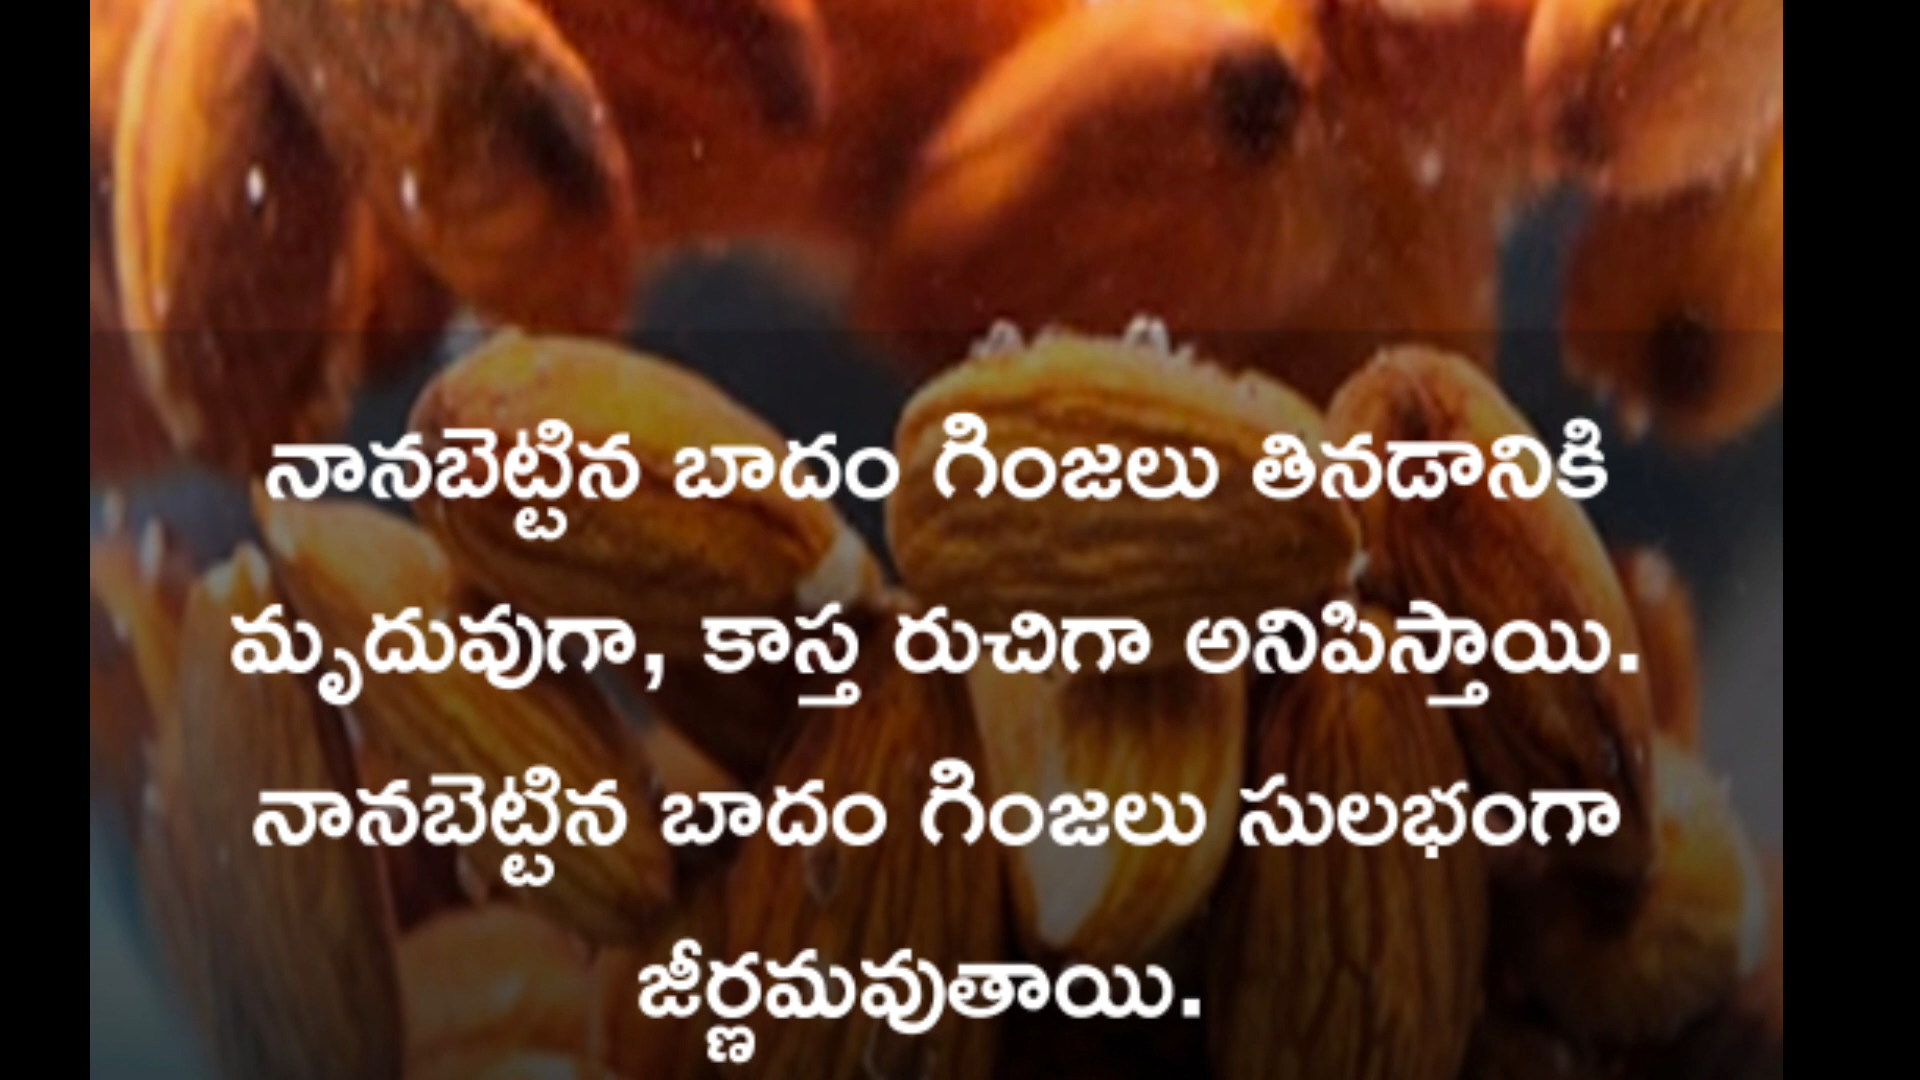 నానబెట్టిన బాదం గింజలు తినడానికి
మృదువుగా, కాస్త రుచిగా అనిపిస్తాయి.
నానబెట్టిన బాదం గింజలు సులభంగా
జీర్ణమవుతాయి.